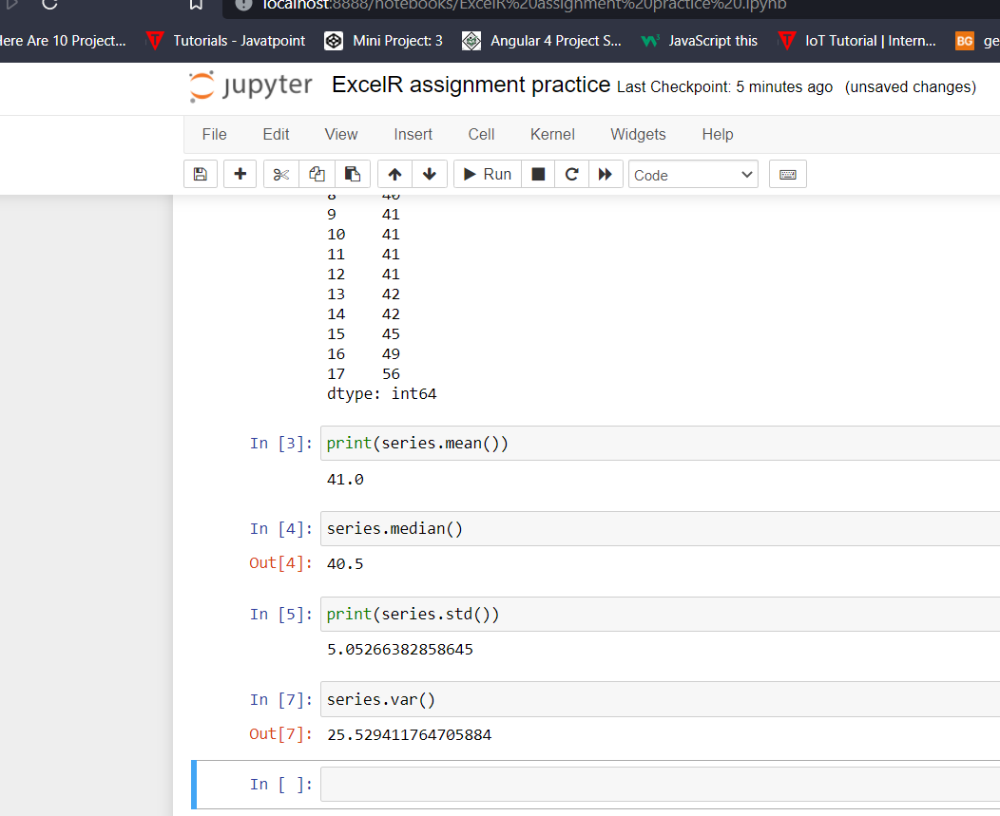 localhost:8888/notebooks/ExcelR%20assignment%20practice%20.ipynb
Here Are 10 Project... Tutorials - Javatpoint Mini Project: 3 Angular 4 Project S... JavaScript this IoT Tutorial | Intern... BG ge
jupyter ExcelR assignment practice Last Checkpoint: 5 minutes ago (unsaved changes)
File Edit View Insert Cell Kernel Widgets Help
Run Code
8 40
9 41
10 41
11 41
12 41
13 42
14 42
15 45
16 49
17 56
dtype: int64
In [3]: print(series.mean())
41.0
In [4]: series.median()
Out[4]: 40.5
In [5]: print(series.std())
5.05266382858645
In [7]: series.var()
Out[7]: 25.529411764705884
In [ ]: